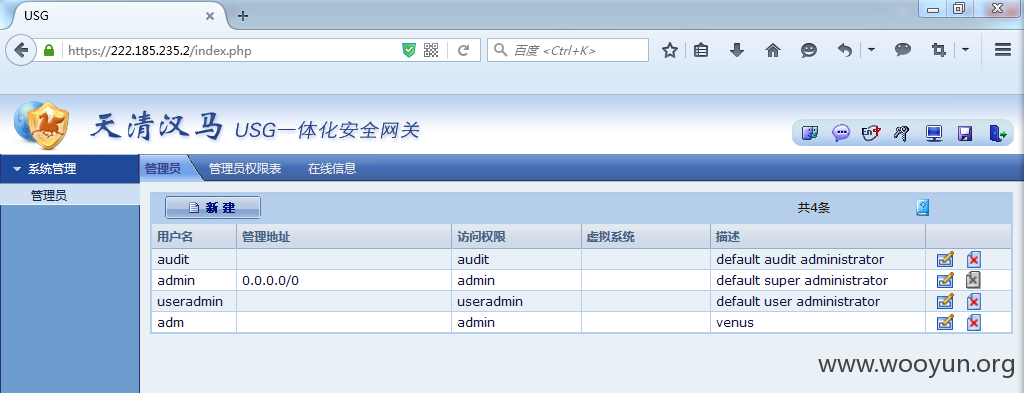 USG
https://222.185.235.2/index.php
百度 <Ctrl+K>
天清汉马 USG一体化安全网关
En
系统管理
管理员 管理员权限表 在线信息
管理员
新 建 共4条
用户名 管理地址 访问权限 虚拟系统 描述
audit audit default audit administrator
admin 0.0.0.0/0 admin default super administrator
useradmin useradmin default user administrator
adm admin venus
www.wooyun.org